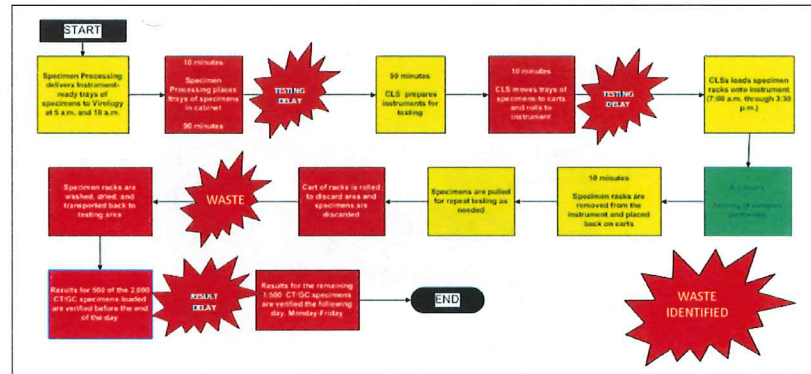 START
Specimen Processing
delivers Instrument-
ready trays of
specimens to Virology
at 5 a.m. and 10 a.m.
10 minutes
Specimen
Processing places
trays of specimens
in cabinet
90 minutes
TESTING
DELAY
90 minutes
CLS prepares
instruments for
testing
10 minutes
CLS moves trays of
specimens to carts and
rolls to
instrument
TESTING
DELAY
CLSs loads specimen
racks onto instrument
(7:00 a.m. through 3:30
p.m.)
10 minutes
Specimen racks are
removed from the
instrument and placed
back on carts
Specimens are pulled
for repeat testing as
needed
Cart of racks is rolled
to discard area and
specimens are
discarded
WASTE
Specimen racks are
washed, dried, and
transported back to
testing area
Results for 500 of the 2,000
CT/GC specimens loaded
are verified before the end
of the day
RESULT
DELAY
Results for the remaining
1,500 CT/GC specimens
are verified the following
day, Monday-Friday
END
WASTE
IDENTIFIED